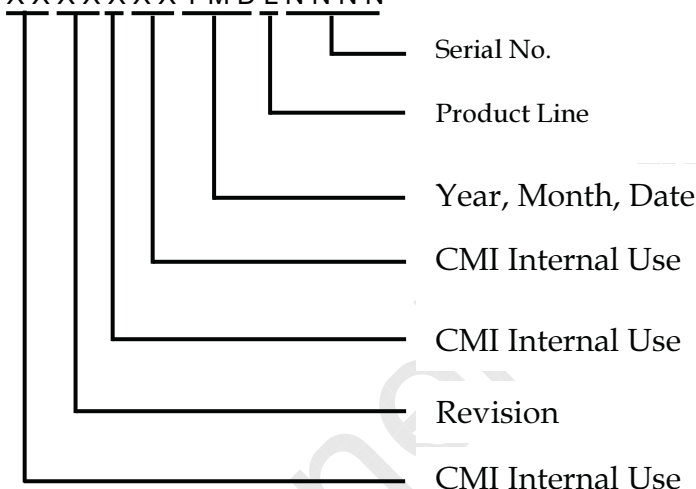 X X X X X X X Y M D L N N N N
Serial No.
Product Line
Year, Month, Date
CMI Internal Use
CMI Internal Use
Revision
CMI Internal Use